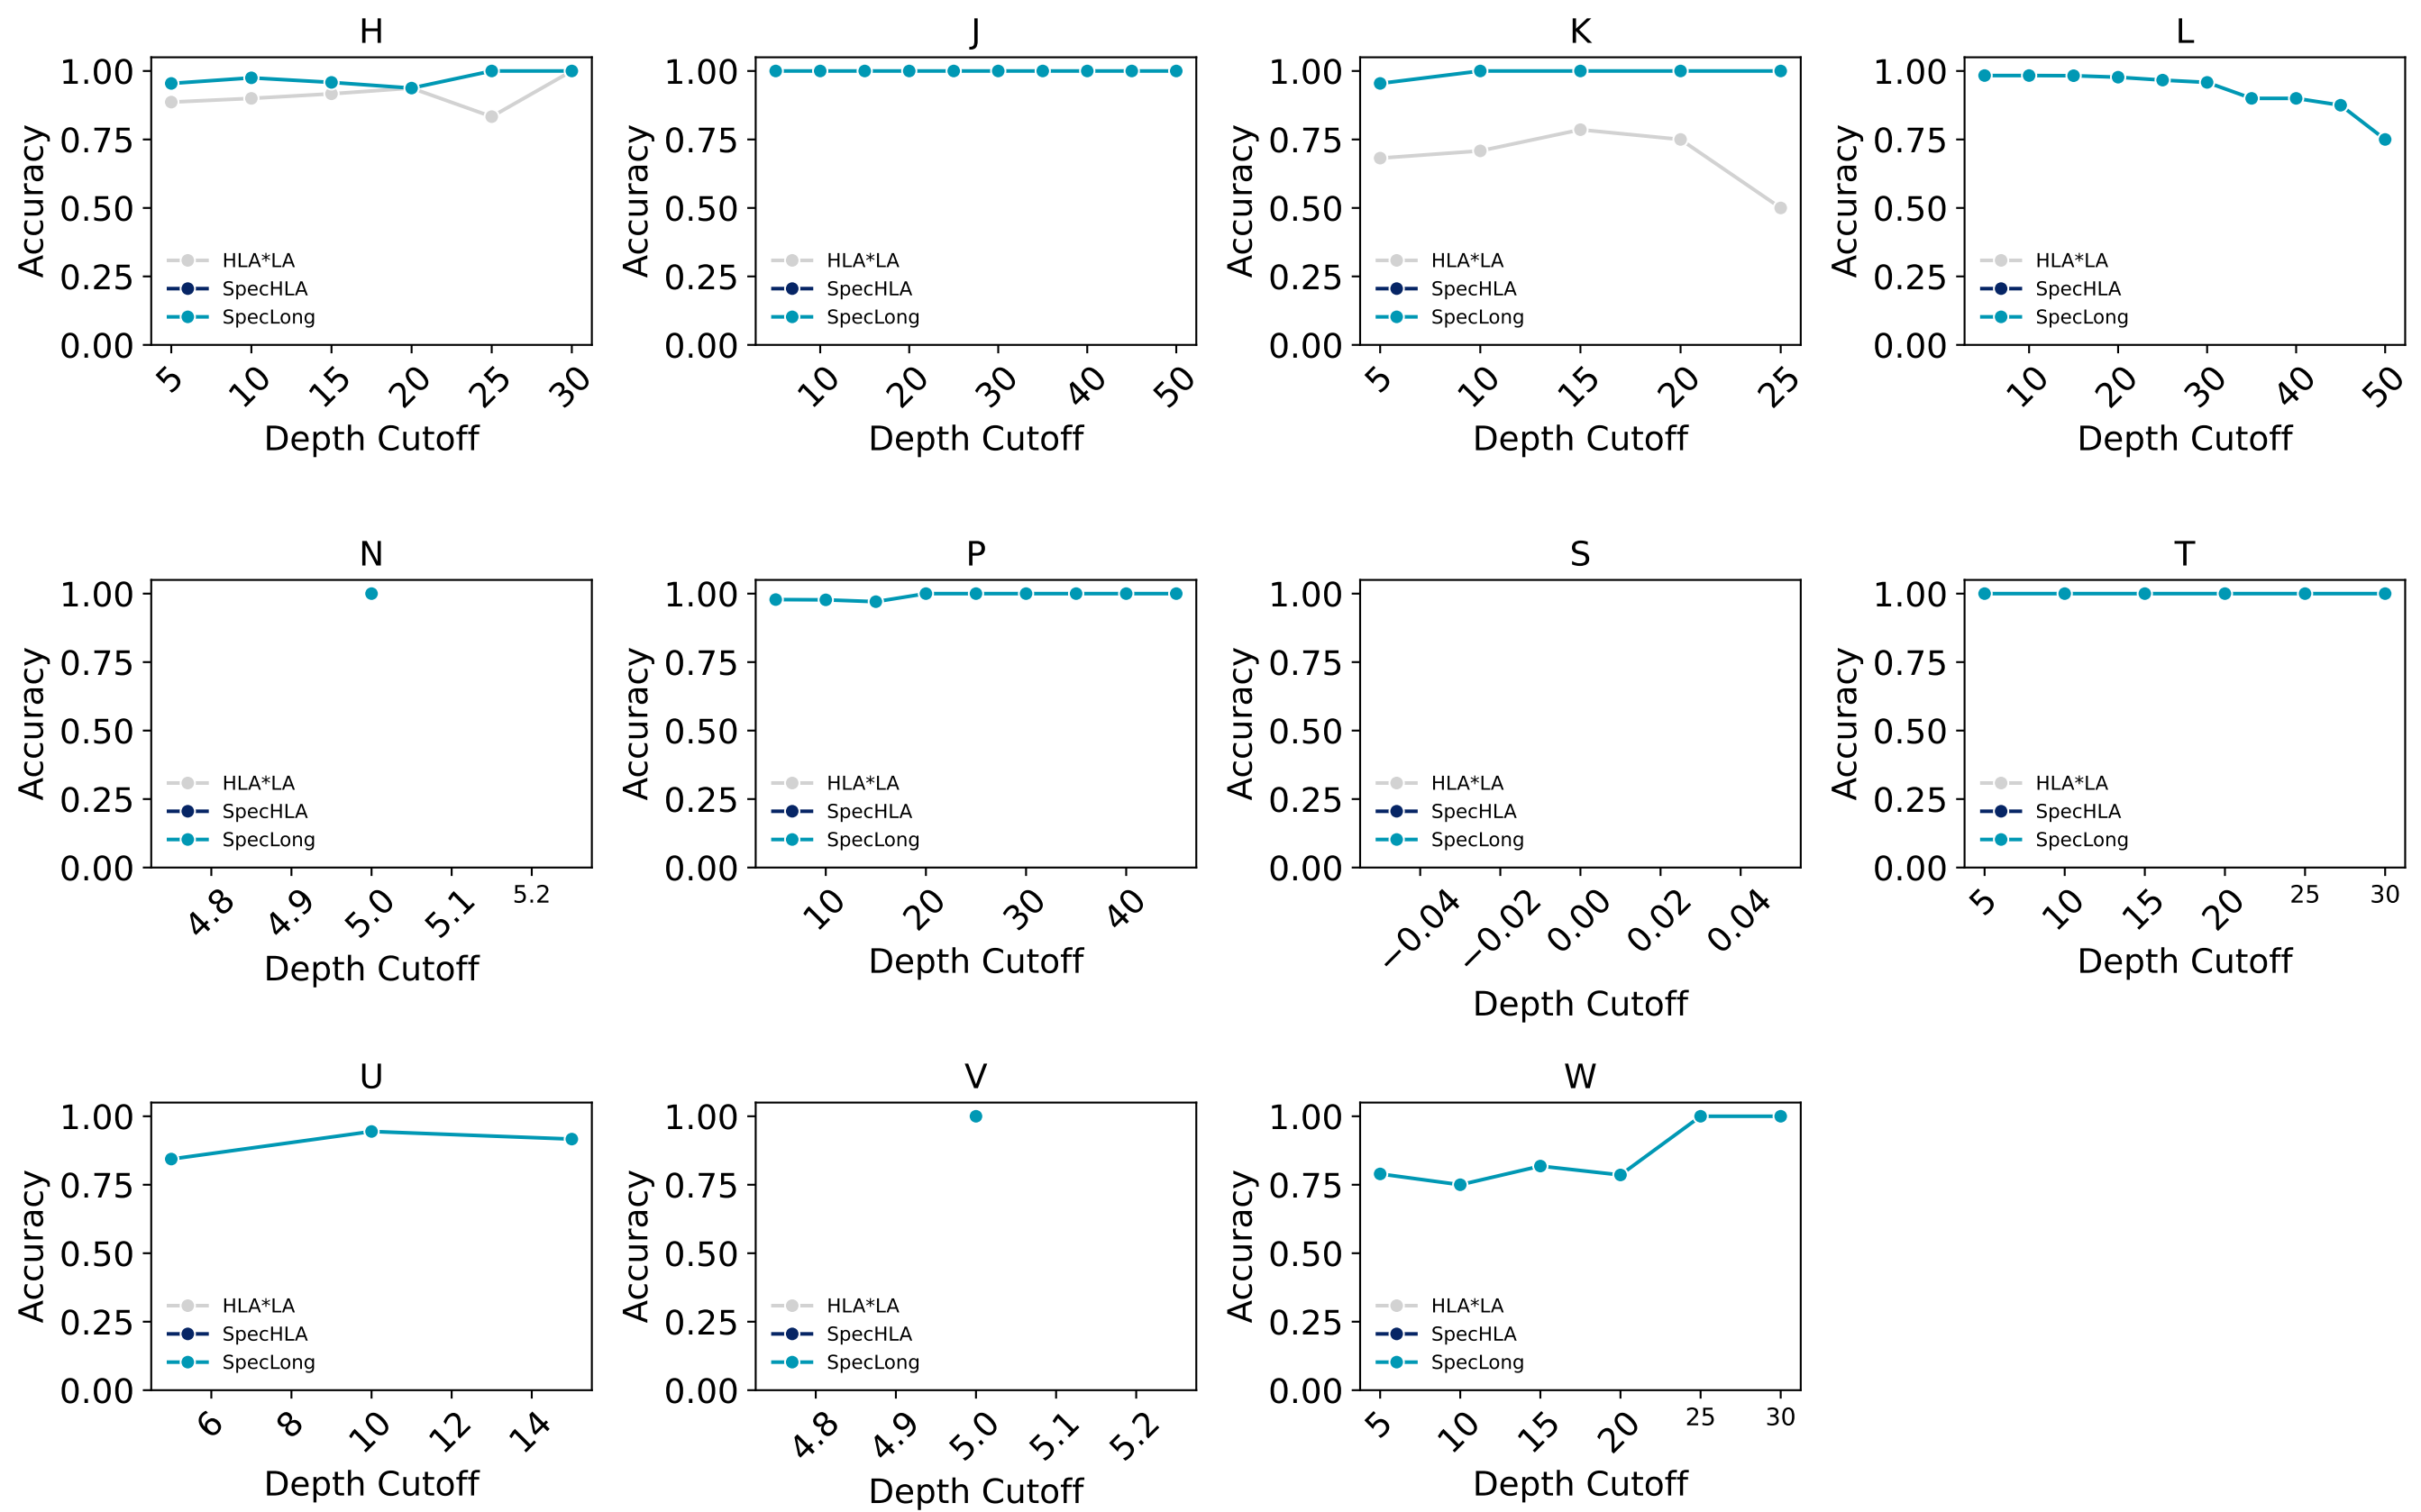 H
1.00
0.75
0.50
0.25
0.00
Accuracy
HLA*LA
SpecHLA
SpecLong
5 10 15 20 25 30
Depth Cutoff
J
1.00
0.75
0.50
0.25
0.00
Accuracy
HLA*LA
SpecHLA
SpecLong
10 20 30 40 50
Depth Cutoff
K
1.00
0.75
0.50
0.25
0.00
Accuracy
HLA*LA
SpecHLA
SpecLong
5 10 15 20 25
Depth Cutoff
L
1.00
0.75
0.50
0.25
0.00
Accuracy
HLA*LA
SpecHLA
SpecLong
10 20 30 40 50
Depth Cutoff
N
1.00
0.75
0.50
0.25
0.00
Accuracy
HLA*LA
SpecHLA
SpecLong
4.8 4.9 5.0 5.1 5.2
Depth Cutoff
P
1.00
0.75
0.50
0.25
0.00
Accuracy
HLA*LA
SpecHLA
SpecLong
10 20 30 40
Depth Cutoff
S
1.00
0.75
0.50
0.25
0.00
Accuracy
HLA*LA
SpecHLA
SpecLong
−0.04 −0.02 0.00 0.02 0.04
Depth Cutoff
T
1.00
0.75
0.50
0.25
0.00
Accuracy
HLA*LA
SpecHLA
SpecLong
5 10 15 20 25 30
Depth Cutoff
U
1.00
0.75
0.50
0.25
0.00
Accuracy
HLA*LA
SpecHLA
SpecLong
6 8 10 12 14
Depth Cutoff
V
1.00
0.75
0.50
0.25
0.00
Accuracy
HLA*LA
SpecHLA
SpecLong
4.8 4.9 5.0 5.1 5.2
Depth Cutoff
W
1.00
0.75
0.50
0.25
0.00
Accuracy
HLA*LA
SpecHLA
SpecLong
5 10 15 20 25 30
Depth Cutoff